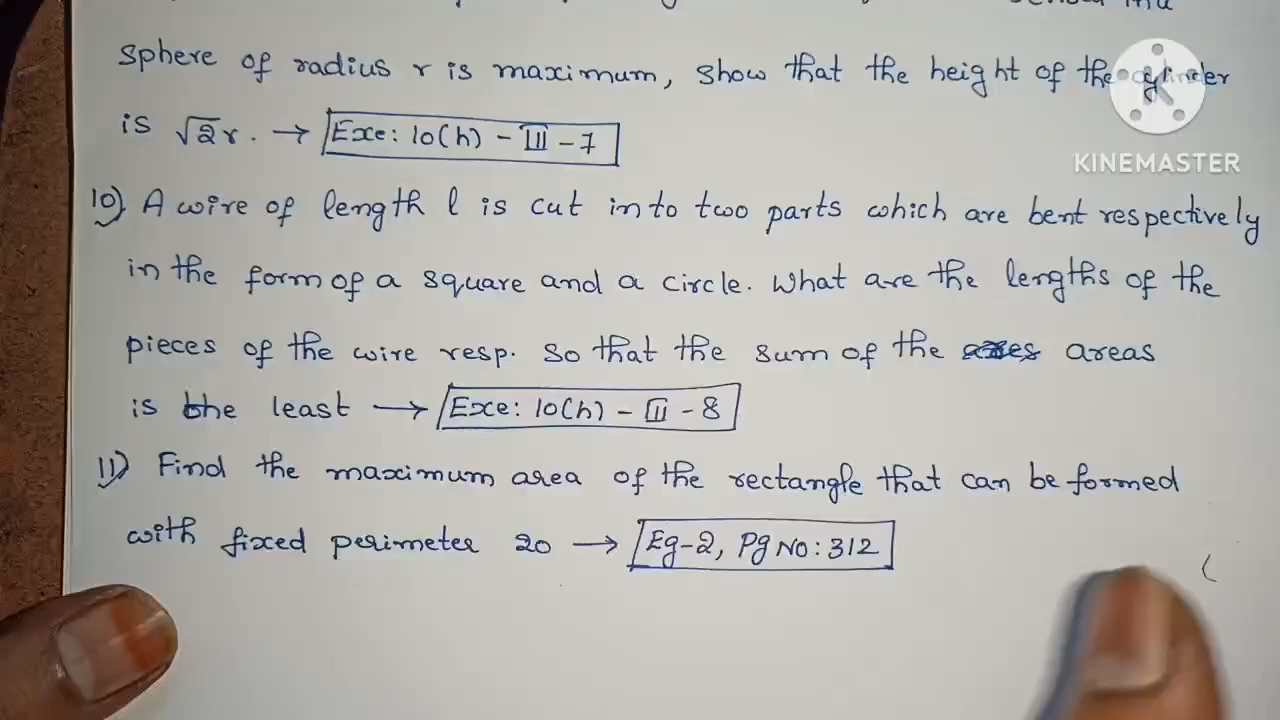 sphere of radius r is maximum, show that the height of the cylinder
is √2r. → Exe: 10(h) - III - 7
KINEMASTER
10) A wire of length l is cut in to two parts which are bent respectively
in the form of a square and a circle. What are the lengths of the
pieces of the wire resp. so that the sum of the areas
is the least → Exe: 10(h) - II - 8
11) Find the maximum area of the rectangle that can be formed
with fixed perimeter 20 → Eg-2, Pg No: 312